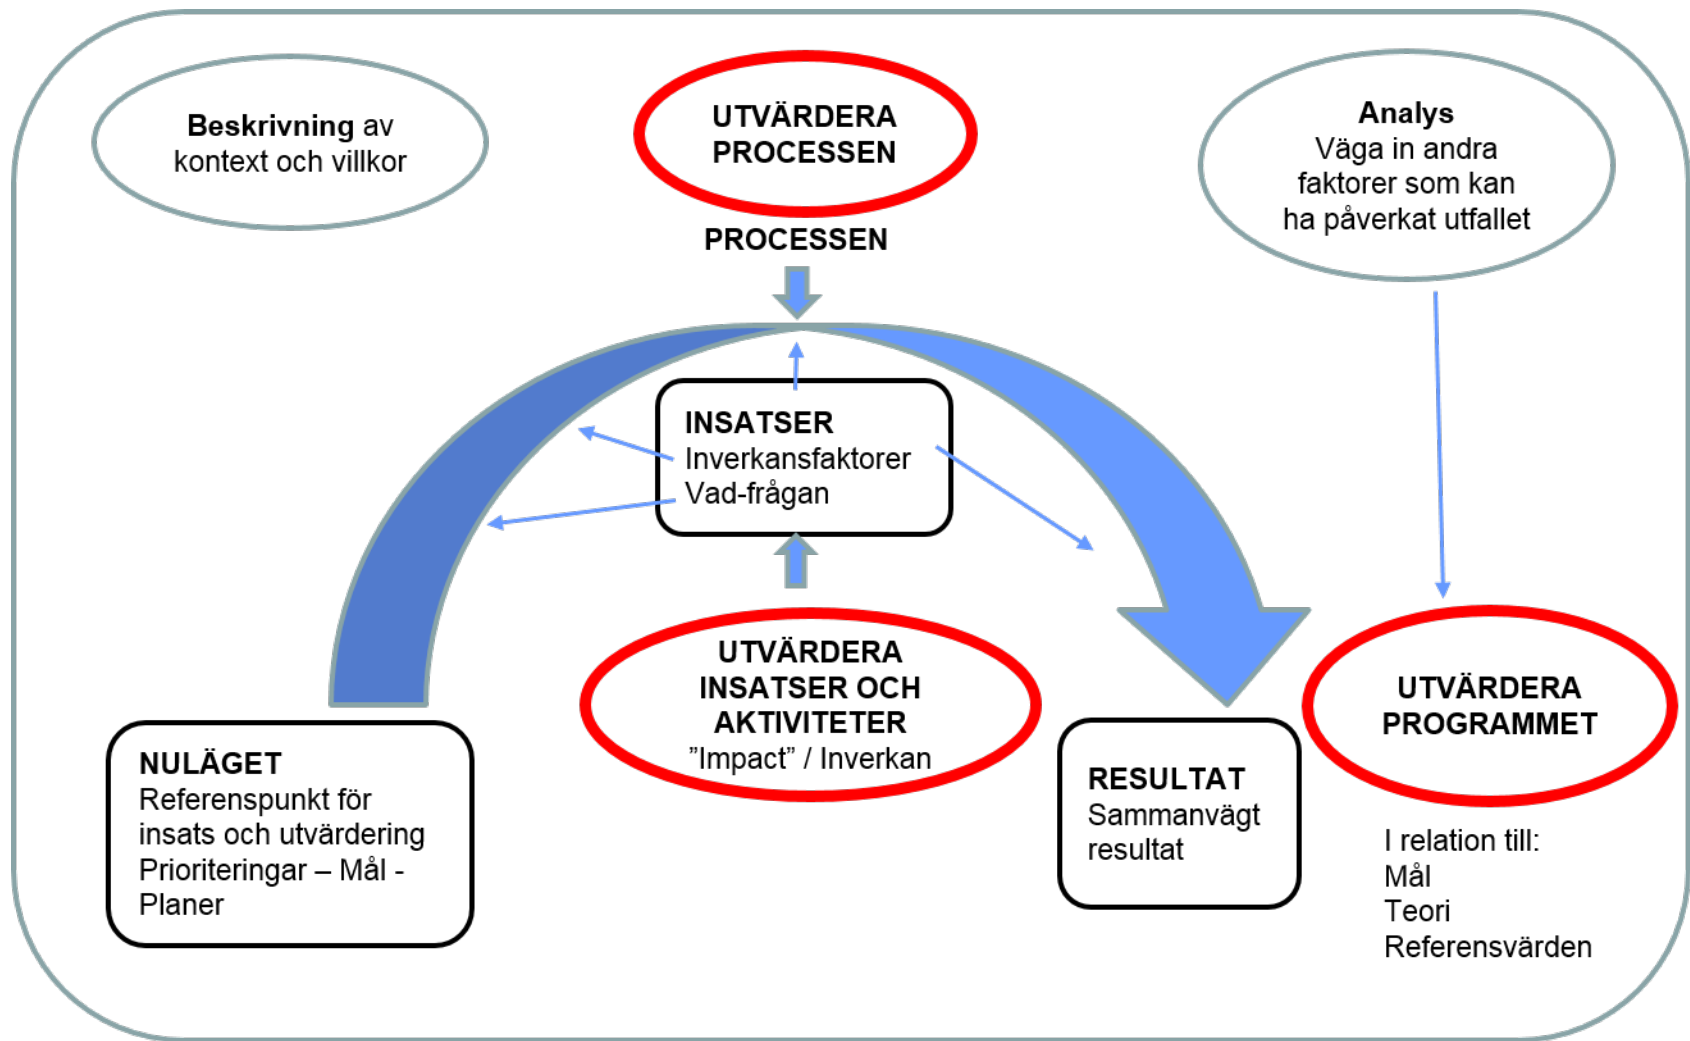 Beskrivning av
kontext och villkor
UTVÄRDERA
PROCESSEN
Analys
Väga in andra
faktorer som kan
ha påverkat utfallet
PROCESSEN
INSATSER
Inverkansfaktorer
Vad-frågan
UTVÄRDERA
INSATSER OCH
AKTIVITETER
”Impact” / Inverkan
NULÄGET
Referenspunkt för
insats och utvärdering
Prioriteringar – Mål -
Planer
RESULTAT
Sammanvägt
resultat
UTVÄRDERA
PROGRAMMET
I relation till:
Mål
Teori
Referensvärden